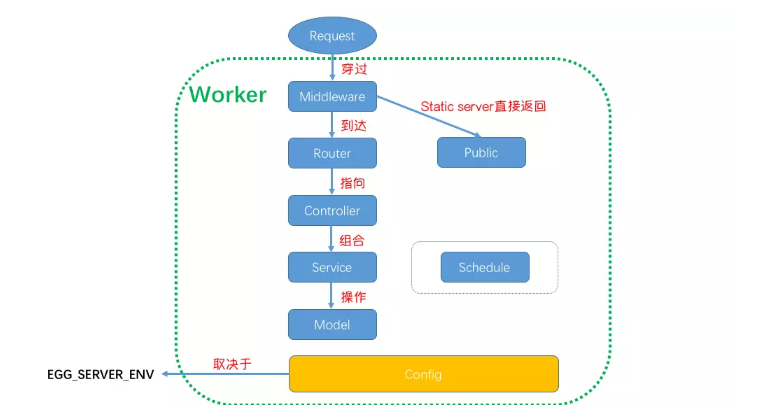 Request
穿过
Worker
Middleware
Static server直接返回
到达
Router
Public
指向
Controller
组合
Service
Schedule
操作
Model
取决于
EGG_SERVER_ENV
Config